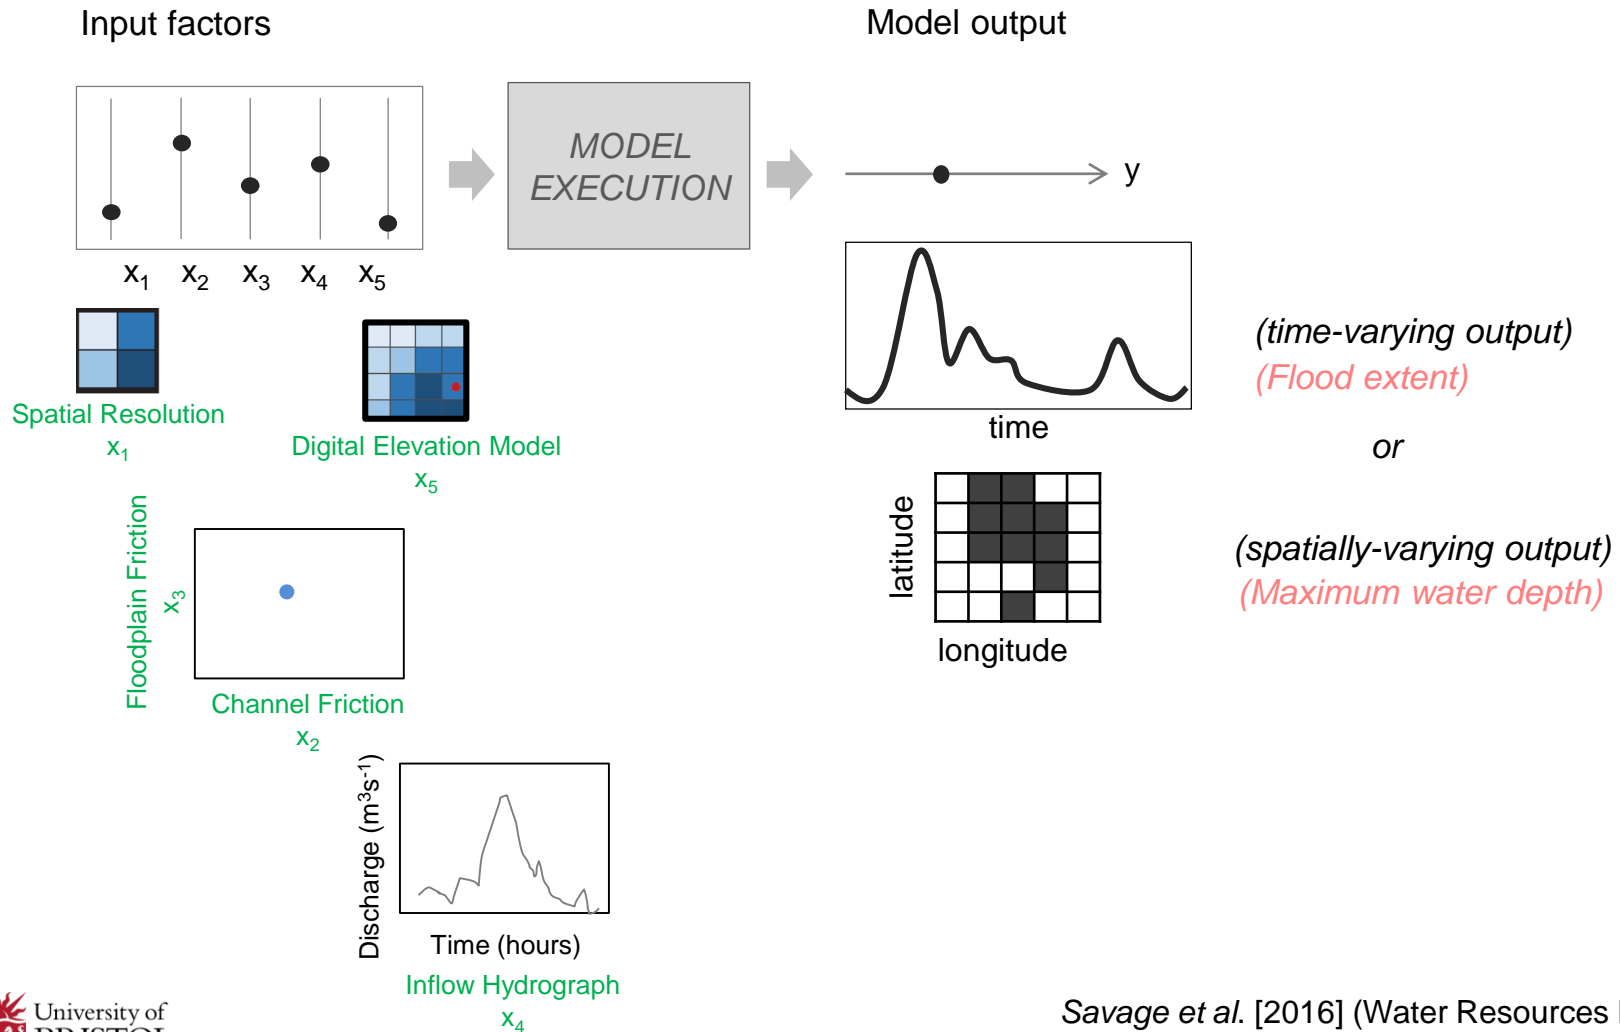 Input factors
Model output
MODEL
EXECUTION
y
x1 x2 x3 x4 x5
Spatial Resolution
x1
Digital Elevation Model
x5
Floodplain Friction
x3
Channel Friction
x2
Discharge (m³s⁻¹)
Time (hours)
Inflow Hydrograph
x4
time
(time-varying output)
(Flood extent)
or
latitude
longitude
(spatially-varying output)
(Maximum water depth)
University of
BRISTOL
Savage et al. [2016] (Water Resources